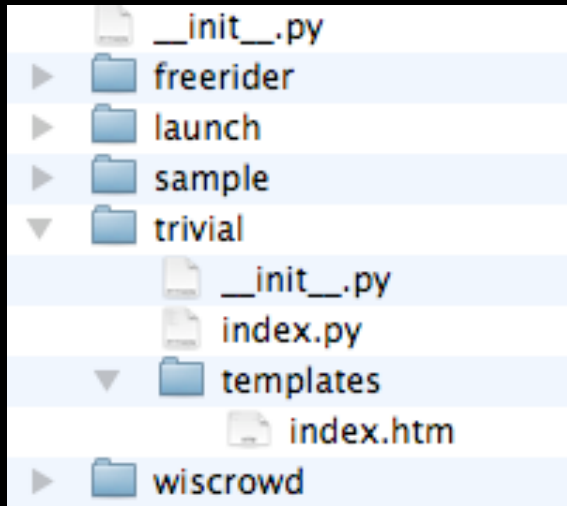 __init__.py
freerider
launch
sample
trivial
__init__.py
index.py
templates
index.htm
wiscrowd